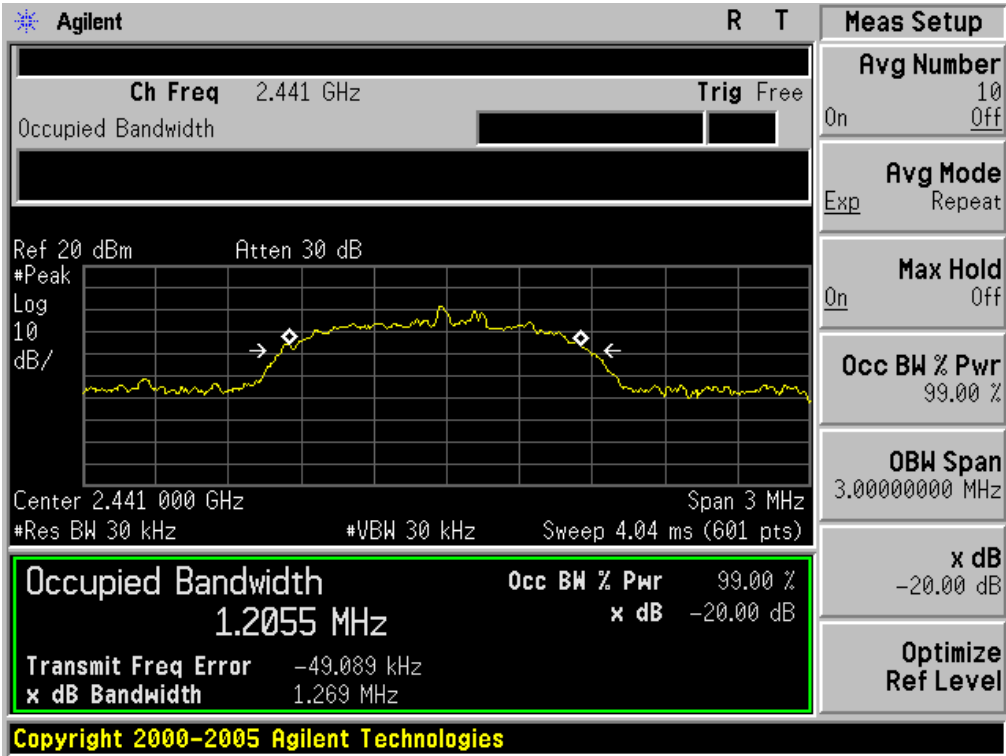 Agilent R T
Ch Freq 2.441 GHz Trig Free
Occupied Bandwidth
Ref 20 dBm Atten 30 dB
#Peak
Log
10
dB/
Center 2.441 000 GHz Span 3 MHz
#Res BW 30 kHz #VBW 30 kHz Sweep 4.04 ms (601 pts)
Occupied Bandwidth Occ BW % Pwr 99.00 %
1.2055 MHz x dB -20.00 dB
Transmit Freq Error -49.089 kHz
x dB Bandwidth 1.269 MHz
Copyright 2000-2005 Agilent Technologies
Meas Setup
Avg Number
10
On Off
Avg Mode
Exp Repeat
Max Hold
On Off
Occ BW % Pwr
99.00 %
OBW Span
3.00000000 MHz
x dB
-20.00 dB
Optimize
Ref Level